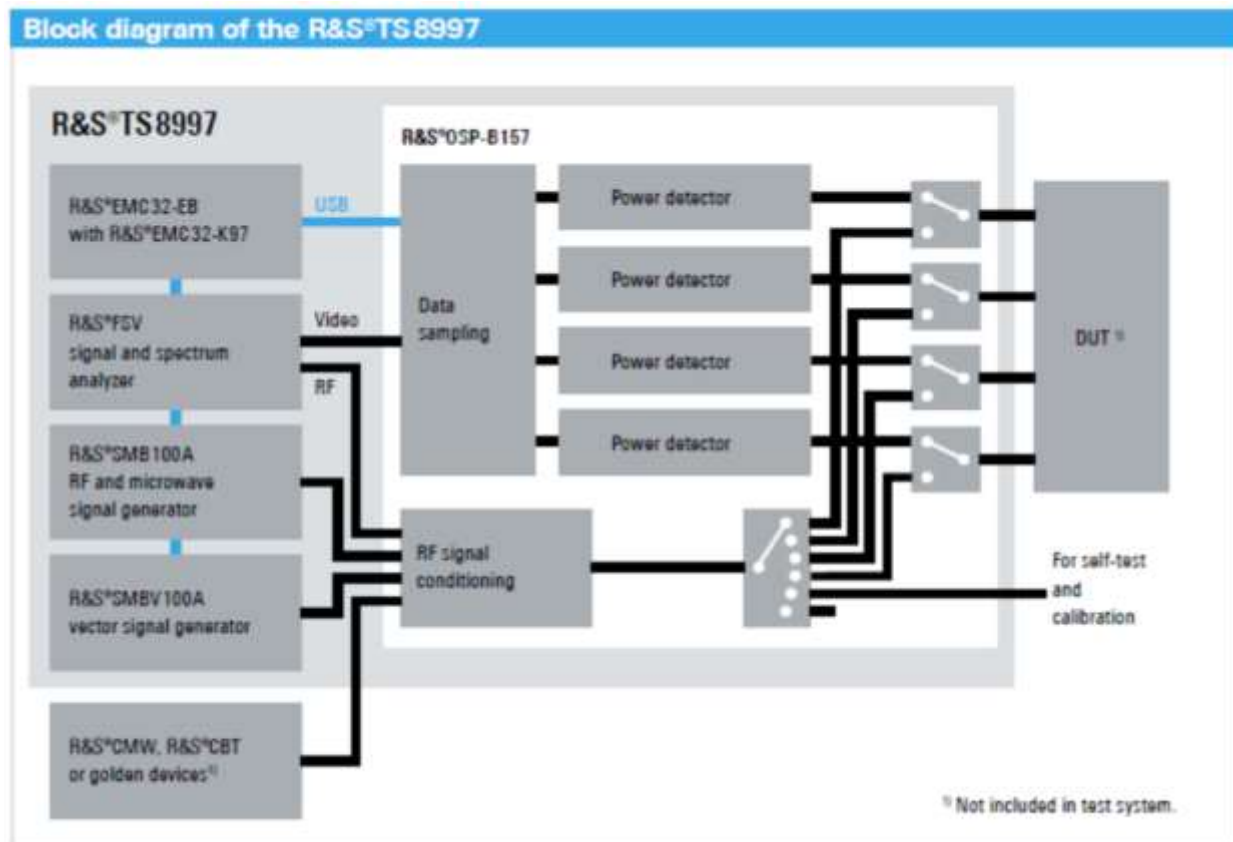 Block diagram of the R&S®TS8997
R&S®TS8997
R&S®OSP-B157
R&S®EMC32-EB
with R&S®EMC32-K97
USB
R&S®FSV
signal and spectrum
analyzer
Video
RF
R&S®SMB100A
RF and microwave
signal generator
R&S®SMBV100A
vector signal generator
R&S®CMW, R&S®CBT
or golden devices¹⁾
Data
sampling
Power detector
Power detector
Power detector
Power detector
RF signal
conditioning
DUT ¹⁾
For self-test
and
calibration
¹⁾ Not included in test system.